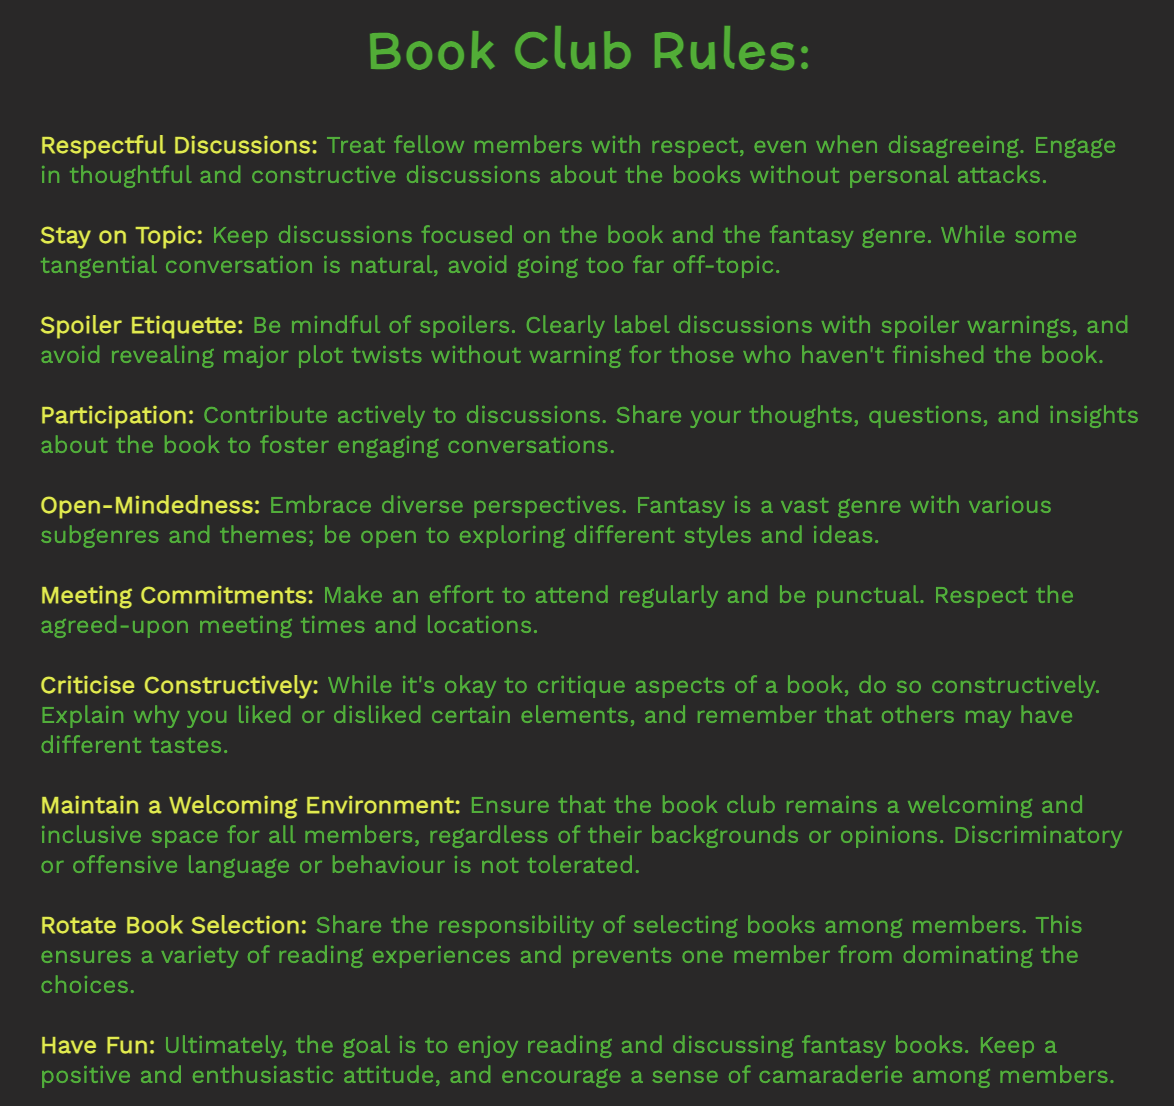 Book Club Rules:
Respectful Discussions: Treat fellow members with respect, even when disagreeing. Engage
in thoughtful and constructive discussions about the books without personal attacks.
Stay on Topic: Keep discussions focused on the book and the fantasy genre. While some
tangential conversation is natural, avoid going too far off-topic.
Spoiler Etiquette: Be mindful of spoilers. Clearly label discussions with spoiler warnings, and
avoid revealing major plot twists without warning for those who haven't finished the book.
Participation: Contribute actively to discussions. Share your thoughts, questions, and insights
about the book to foster engaging conversations.
Open-Mindedness: Embrace diverse perspectives. Fantasy is a vast genre with various
subgenres and themes; be open to exploring different styles and ideas.
Meeting Commitments: Make an effort to attend regularly and be punctual. Respect the
agreed-upon meeting times and locations.
Criticise Constructively: While it's okay to critique aspects of a book, do so constructively.
Explain why you liked or disliked certain elements, and remember that others may have
different tastes.
Maintain a Welcoming Environment: Ensure that the book club remains a welcoming and
inclusive space for all members, regardless of their backgrounds or opinions. Discriminatory
or offensive language or behaviour is not tolerated.
Rotate Book Selection: Share the responsibility of selecting books among members. This
ensures a variety of reading experiences and prevents one member from dominating the
choices.
Have Fun: Ultimately, the goal is to enjoy reading and discussing fantasy books. Keep a
positive and enthusiastic attitude, and encourage a sense of camaraderie among members.